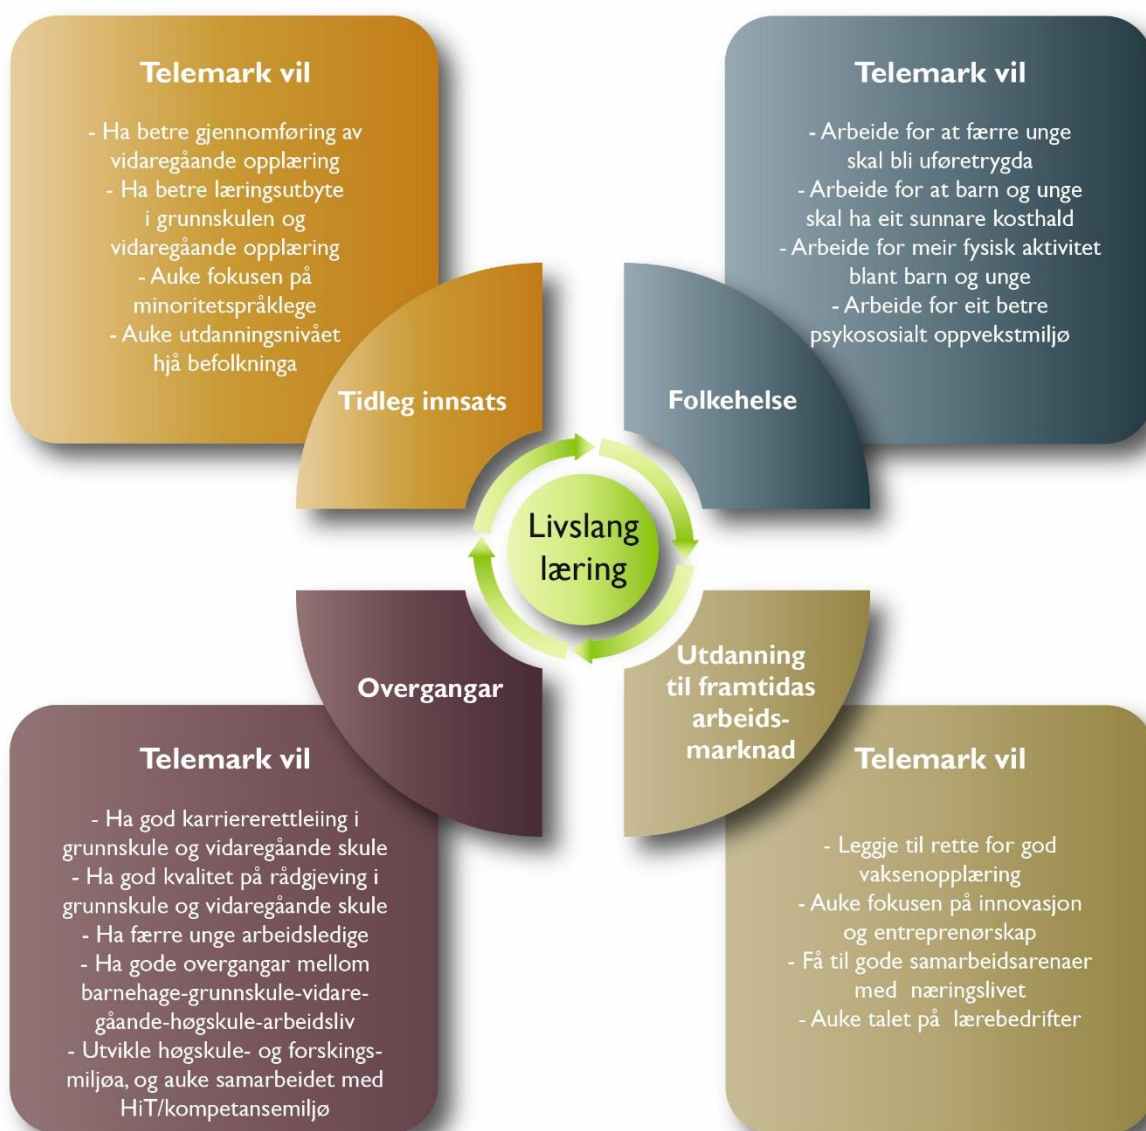 Telemark vil
- Ha betre gjennomføring av
vidaregåande opplæring
- Ha betre læringsutbyte
i grunnskulen og
vidaregåande opplæring
- Auke fokusen på
minoritetspråklege
- Auke utdanningsnivået
hjå befolkninga
Tidleg innsats
Telemark vil
- Arbeide for at færre unge
skal bli uføretrygda
- Arbeide for at barn og unge
skal ha eit sunnare kosthald
- Arbeide for meir fysisk aktivitet
blant barn og unge
- Arbeide for eit betre
psykososialt oppvekstmiljø
Folkehelse
Livslang
læring
Overgangar
Telemark vil
- Ha god karriererettleiing i
grunnskule og vidaregåande skule
- Ha god kvalitet på rådgjeving i
grunnskule og vidaregåande skule
- Ha færre unge arbeidsledige
- Ha gode overgangar mellom
barnehage-grunnskule-vidare-
gåande-høgskule-arbeidsliv
- Utvikle høgskule- og forskings-
miljøa, og auke samarbeidet med
HiT/kompetansemiljø
Utdanning
til framtidas
arbeids-
marknad
Telemark vil
- Leggje til rette for god
vaksenopplæring
- Auke fokusen på innovasjon
og entreprenørskap
- Få til gode samarbeidsarenaer
med næringslivet
- Auke talet på lærebedrifter